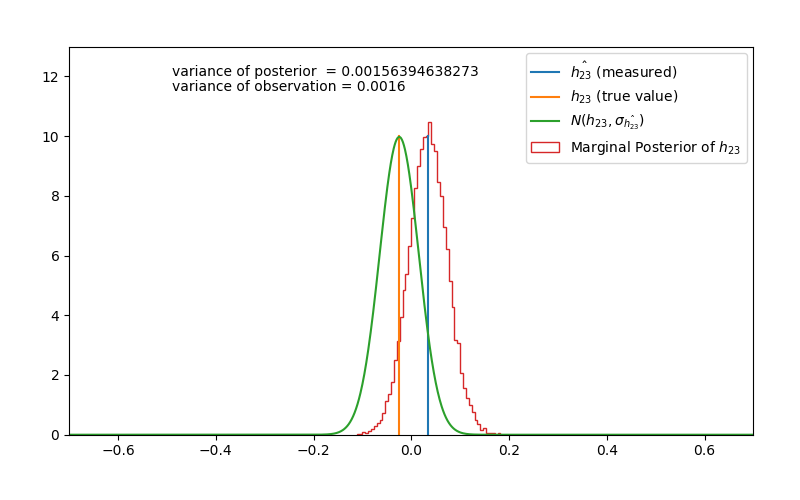 variance of posterior  = 0.00156394638273
variance of observation = 0.0016
ĥ₂₃ (measured)
h₂₃ (true value)
N(h₂₃, σ_ĥ₂₃)
Marginal Posterior of h₂₃
12
10
8
6
4
2
0
−0.6 −0.4 −0.2 0.0 0.2 0.4 0.6